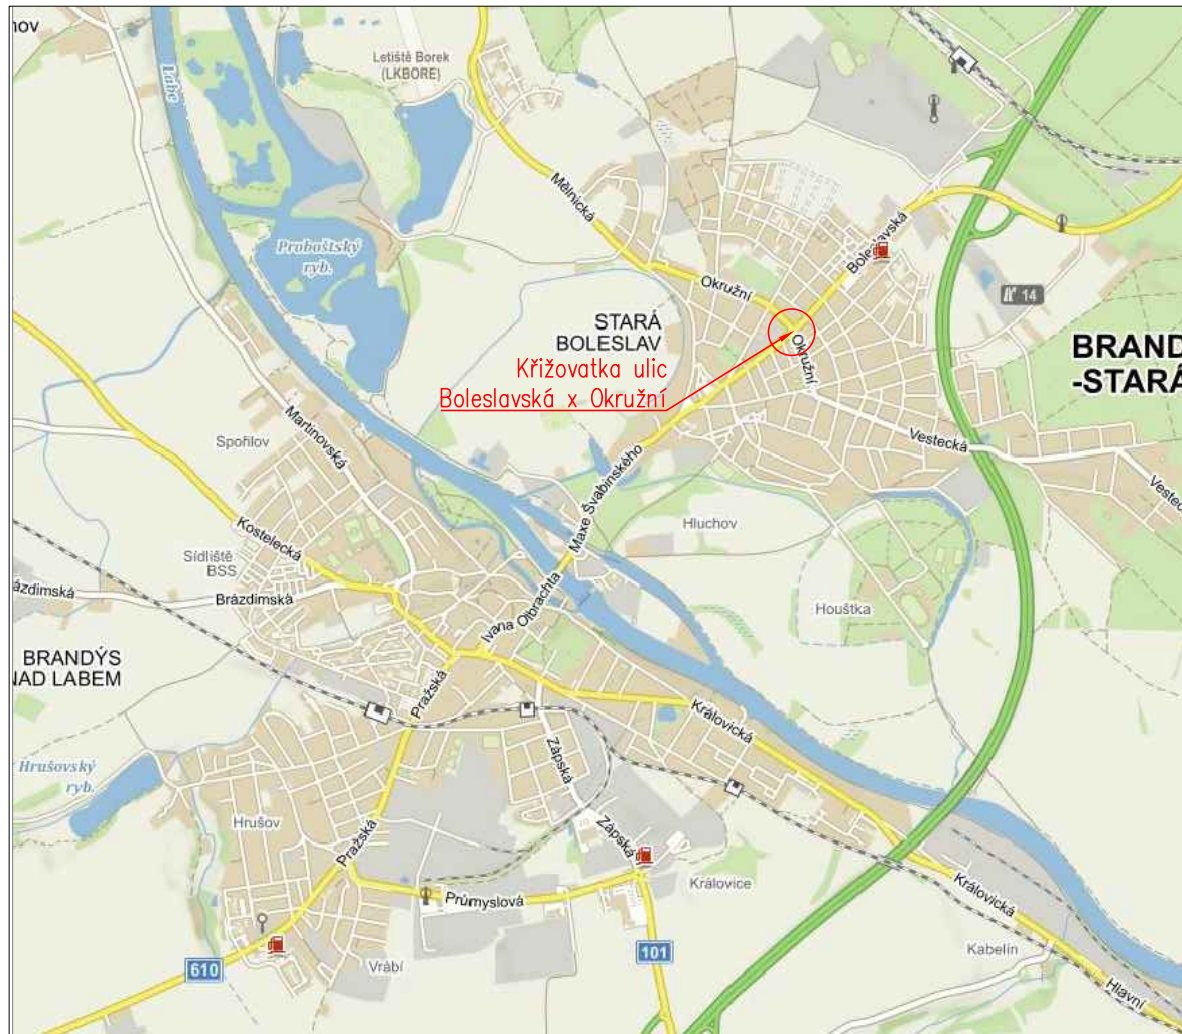 nov
Letiště Borek
(LKBORE)
Labe
Mělnická
Proboštský
ryb.
Boleslavská
Okružní
14
STARÁ
BOLESLAV
Okružní
BRAND
-STARÁ
Křižovatka ulic
Boleslavská x Okružní
Martinovská
Spořilov
Vestecká
Vestec
Maxe Švabinského
Hluchov
Kostelecká
Sídliště
BSS
ázdimská
Brázdimská
Ivana Olbrachta
Houštka
BRANDÝS
NAD LABEM
Pražská
Královická
Zápská
Hrušovský
ryb.
Hrušov
Pražská
Zápská
Královice
Průmyslová
Královická
Kabelín
Vrábí
610
101
Hlavní